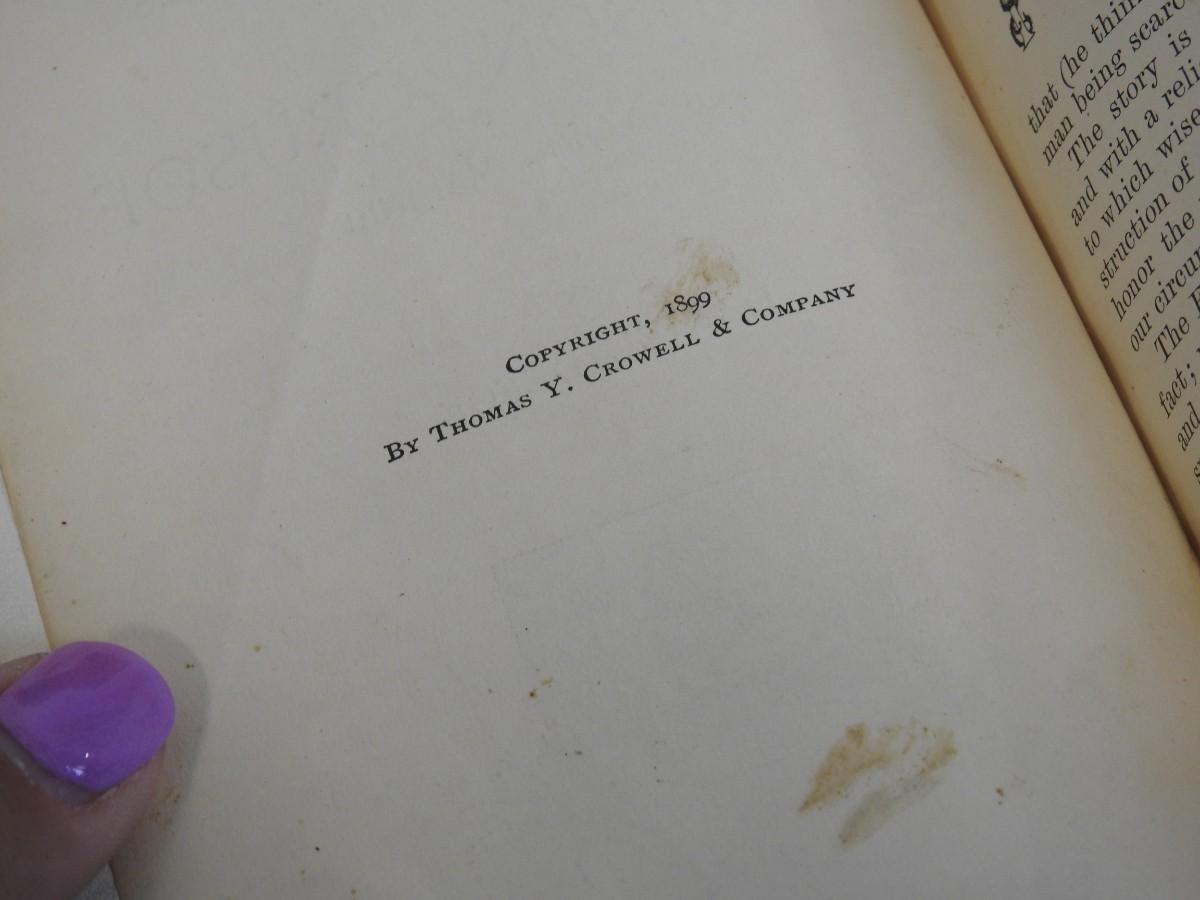 COPYRIGHT, 1899
BY THOMAS Y. CROWELL & COMPANY
that (he thin
man being scarc
The story is
and with a reli
to which wise
struction of
honor the
our circu
The
fact;
and